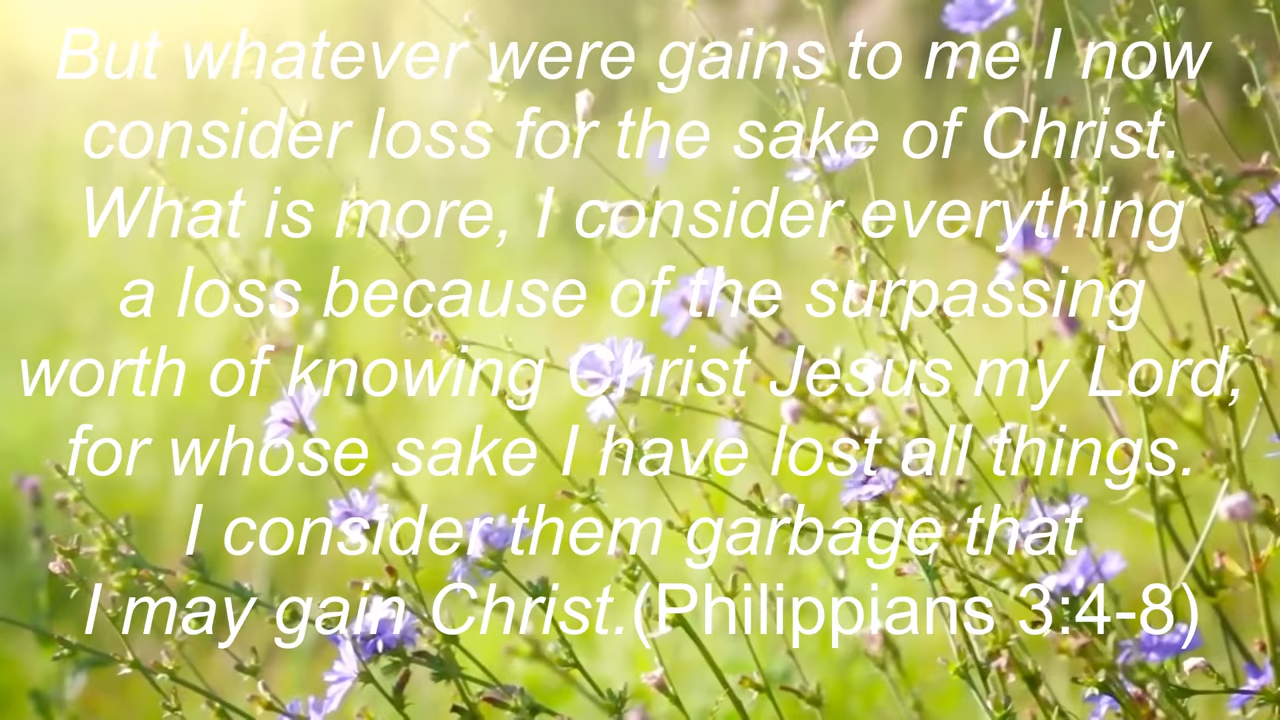 But whatever were gains to me I now
consider loss for the sake of Christ.
What is more, I consider everything
a loss because of the surpassing
worth of knowing Christ Jesus my Lord,
for whose sake I have lost all things.
I consider them garbage, that
I may gain Christ.(Philippians 3:4-8)